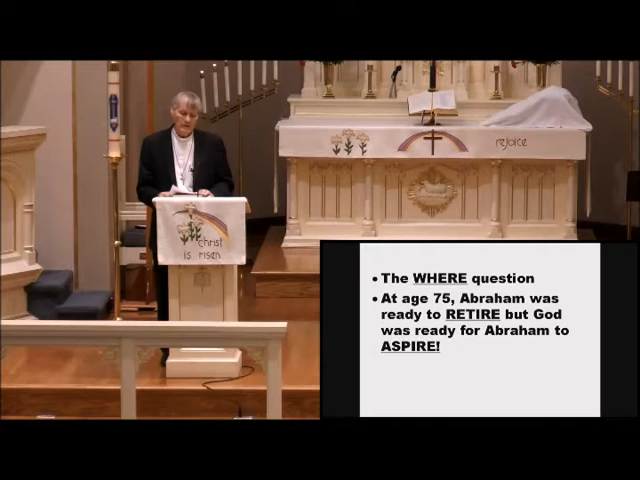 rejoice
christ
is risen
• The WHERE question
• At age 75, Abraham was
ready to RETIRE but God
was ready for Abraham to
ASPIRE!